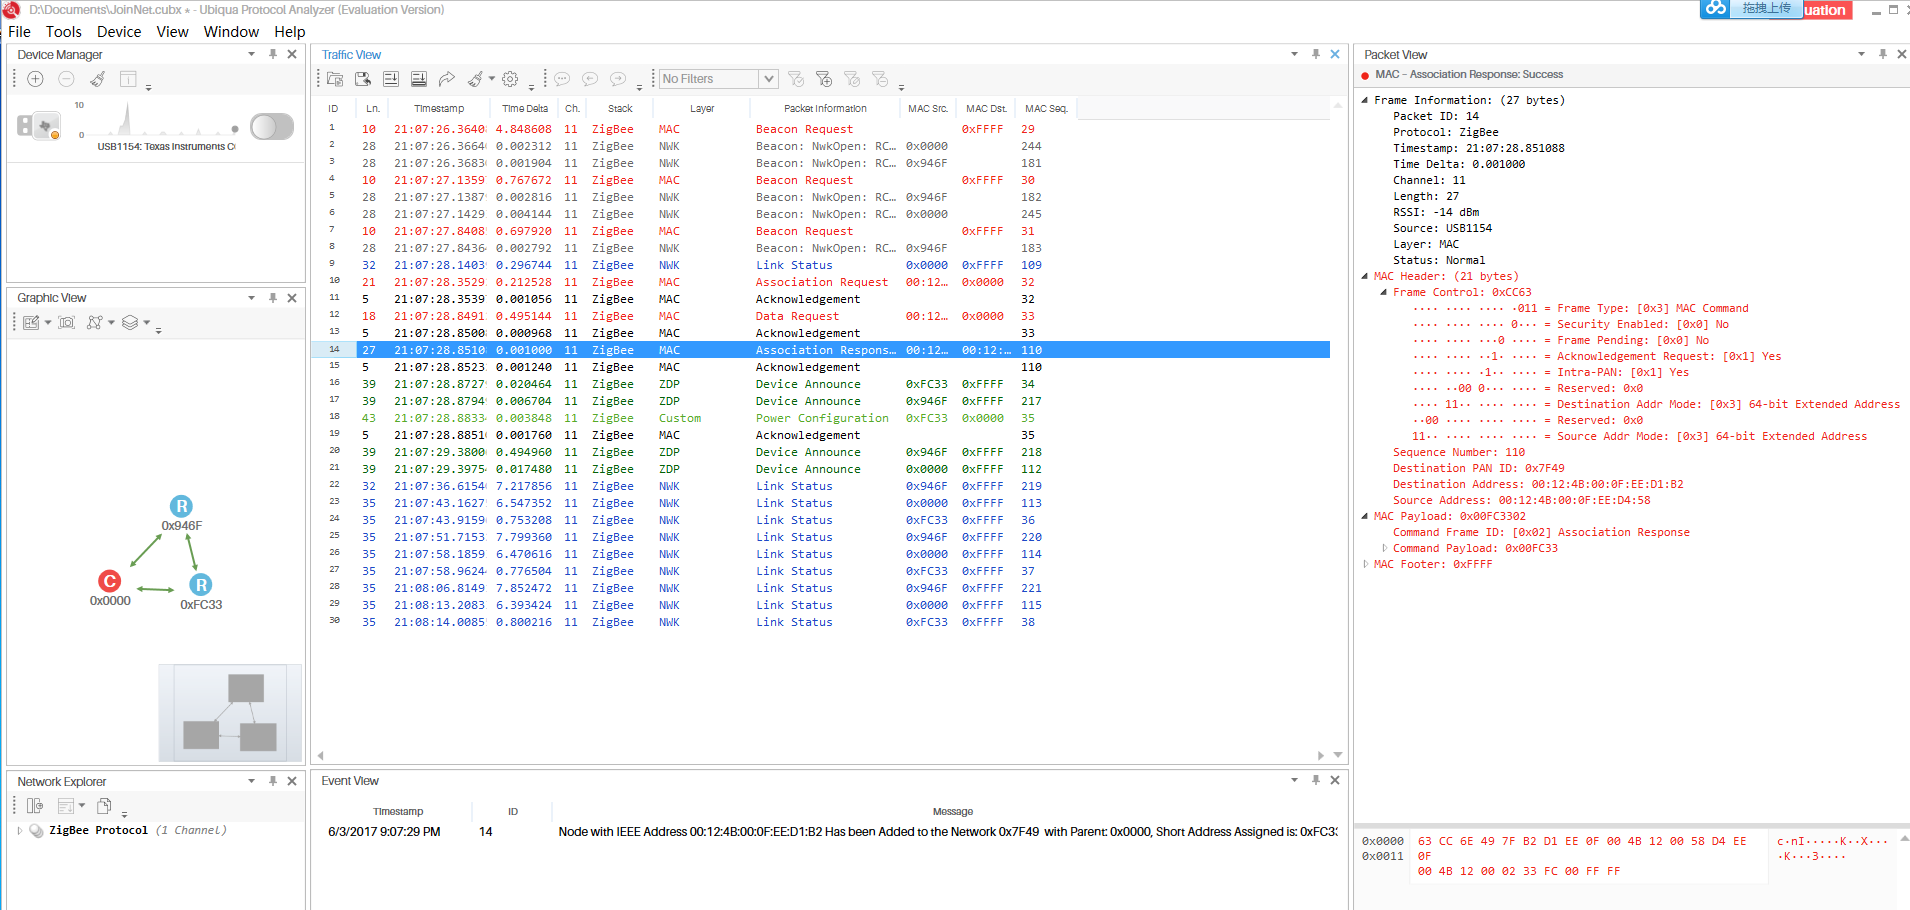 D:\Documents\JoinNet.cubx * - Ubiqua Protocol Analyzer (Evaluation Version)
拖拽上传
uation
File Tools Device View Window Help
Device Manager
10
0
USB1154: Texas Instruments C
Graphic View
R
0x946F
C
0x0000
R
0xFC33
Network Explorer
ZigBee Protocol (1 Channel)
Traffic View
No Filters
ID Ln. Timestamp Time Delta Ch. Stack Layer Packet Information MAC Src. MAC Dst. MAC Seq.
1 10 21:07:26.3640 4.848608 11 ZigBee MAC Beacon Request 0xFFFF 29
2 28 21:07:26.3664 0.002312 11 ZigBee NWK Beacon: NwkOpen: RC... 0x0000 244
3 28 21:07:26.3683 0.001904 11 ZigBee NWK Beacon: NwkOpen: RC... 0x946F 181
4 10 21:07:27.1359 0.767672 11 ZigBee MAC Beacon Request 0xFFFF 30
5 28 21:07:27.1387 0.002816 11 ZigBee NWK Beacon: NwkOpen: RC... 0x946F 182
6 28 21:07:27.1429 0.004144 11 ZigBee NWK Beacon: NwkOpen: RC... 0x0000 245
7 10 21:07:27.8408 0.697920 11 ZigBee MAC Beacon Request 0xFFFF 31
8 28 21:07:27.8436 0.002792 11 ZigBee NWK Beacon: NwkOpen: RC... 0x946F 183
9 32 21:07:28.1403 0.296744 11 ZigBee NWK Link Status 0x0000 0xFFFF 109
10 21 21:07:28.3529 0.212528 11 ZigBee MAC Association Request 00:12... 0x0000 32
11 5 21:07:28.3539 0.001056 11 ZigBee MAC Acknowledgement 32
12 18 21:07:28.8491 0.495144 11 ZigBee MAC Data Request 00:12... 0x0000 33
13 5 21:07:28.8500 0.000968 11 ZigBee MAC Acknowledgement 33
14 27 21:07:28.8510 0.001000 11 ZigBee MAC Association Respons... 00:12... 00:12:... 110
15 5 21:07:28.8523 0.001240 11 ZigBee MAC Acknowledgement 110
16 39 21:07:28.8727 0.020464 11 ZigBee ZDP Device Announce 0xFC33 0xFFFF 34
17 39 21:07:28.8794 0.006704 11 ZigBee ZDP Device Announce 0x946F 0xFFFF 217
18 43 21:07:28.8833 0.003848 11 ZigBee Custom Power Configuration 0xFC33 0x0000 35
19 5 21:07:28.8851 0.001760 11 ZigBee MAC Acknowledgement 35
20 39 21:07:29.3800 0.494960 11 ZigBee ZDP Device Announce 0x946F 0xFFFF 218
21 39 21:07:29.3975 0.017480 11 ZigBee ZDP Device Announce 0x0000 0xFFFF 112
22 32 21:07:36.6154 7.217856 11 ZigBee NWK Link Status 0x946F 0xFFFF 219
23 35 21:07:43.1627 6.547352 11 ZigBee NWK Link Status 0x0000 0xFFFF 113
24 35 21:07:43.9159 0.753208 11 ZigBee NWK Link Status 0xFC33 0xFFFF 36
25 35 21:07:51.7153 7.799360 11 ZigBee NWK Link Status 0x946F 0xFFFF 220
26 35 21:07:58.1859 6.470616 11 ZigBee NWK Link Status 0x0000 0xFFFF 114
27 35 21:07:58.9624 0.776504 11 ZigBee NWK Link Status 0xFC33 0xFFFF 37
28 35 21:08:06.8149 7.852472 11 ZigBee NWK Link Status 0x946F 0xFFFF 221
29 35 21:08:13.2083 6.393424 11 ZigBee NWK Link Status 0x0000 0xFFFF 115
30 35 21:08:14.0085 0.800216 11 ZigBee NWK Link Status 0xFC33 0xFFFF 38
Event View
Timestamp ID Message
6/3/2017 9:07:29 PM 14 Node with IEEE Address 00:12:4B:00:0F:EE:D1:B2 Has been Added to the Network 0x7F49 with Parent: 0x0000, Short Address Assigned is: 0xFC33
Packet View
MAC - Association Response: Success
Frame Information: (27 bytes)
Packet ID: 14
Protocol: ZigBee
Timestamp: 21:07:28.851088
Time Delta: 0.001000
Channel: 11
Length: 27
RSSI: -14 dBm
Source: USB1154
Layer: MAC
Status: Normal
MAC Header: (21 bytes)
Frame Control: 0xCC63
.... .... .... .011 = Frame Type: [0x3] MAC Command
.... .... .... 0... = Security Enabled: [0x0] No
.... .... ...0 .... = Frame Pending: [0x0] No
.... .... ..1. .... = Acknowledgement Request: [0x1] Yes
.... .... .1.. .... = Intra-PAN: [0x1] Yes
.... ..00 0... .... = Reserved: 0x0
.... 11.. .... .... = Destination Addr Mode: [0x3] 64-bit Extended Address
..00 .... .... .... = Reserved: 0x0
11.. .... .... .... = Source Addr Mode: [0x3] 64-bit Extended Address
Sequence Number: 110
Destination PAN ID: 0x7F49
Destination Address: 00:12:4B:00:0F:EE:D1:B2
Source Address: 00:12:4B:00:0F:EE:D4:58
MAC Payload: 0x00FC3302
Command Frame ID: [0x02] Association Response
Command Payload: 0x00FC33
MAC Footer: 0xFFFF
0x0000 63 CC 6E 49 7F B2 D1 EE 0F 00 4B 12 00 58 D4 EE c·nI·····K··X···
0x0011 0F ·K···3····
00 4B 12 00 02 33 FC 00 FF FF